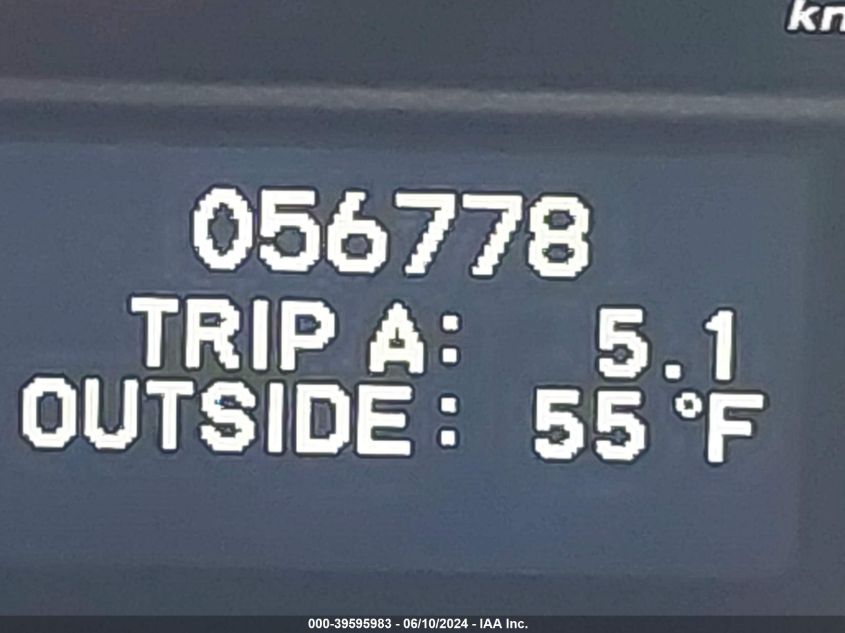 056778
TRIP A: 5.1
OUTSIDE: 55 °F
000-39595983 - 06/10/2024 - IAA Inc.